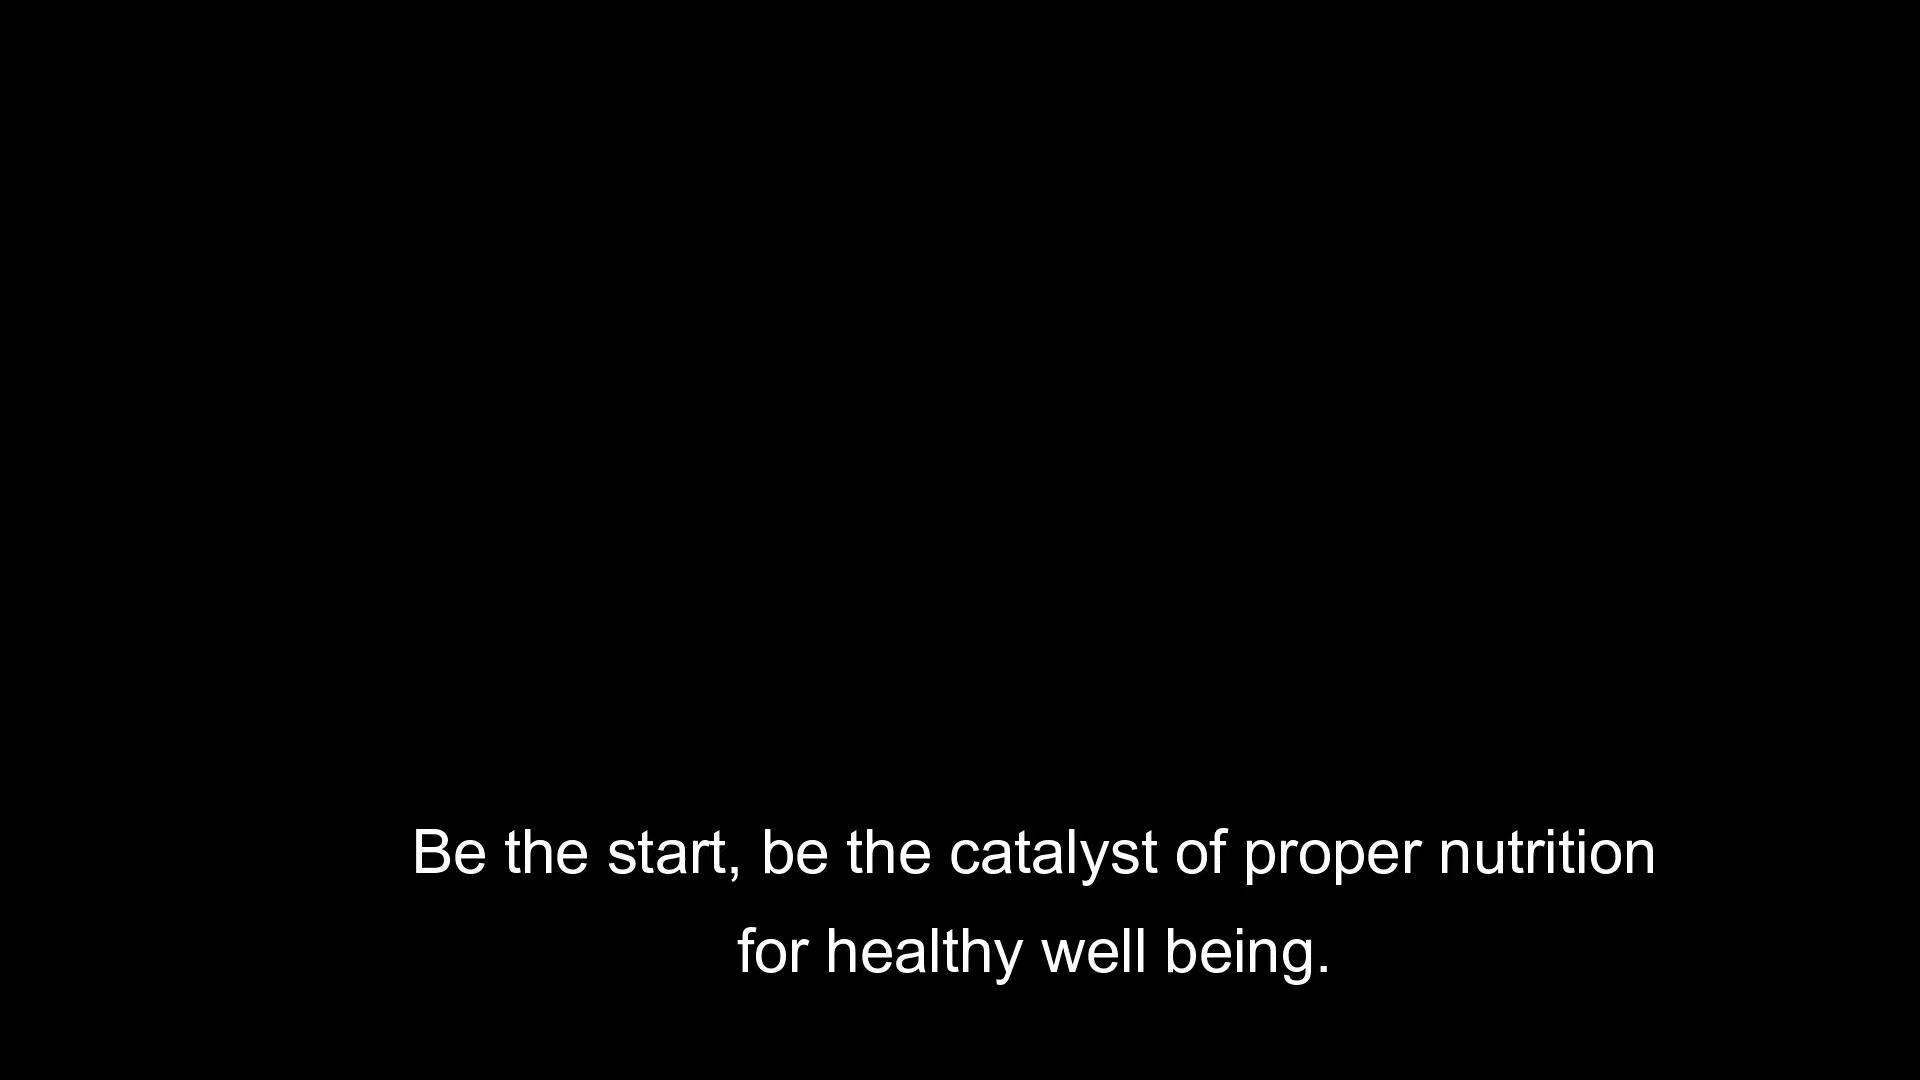 Be the start, be the catalyst of proper nutrition
for healthy well being.